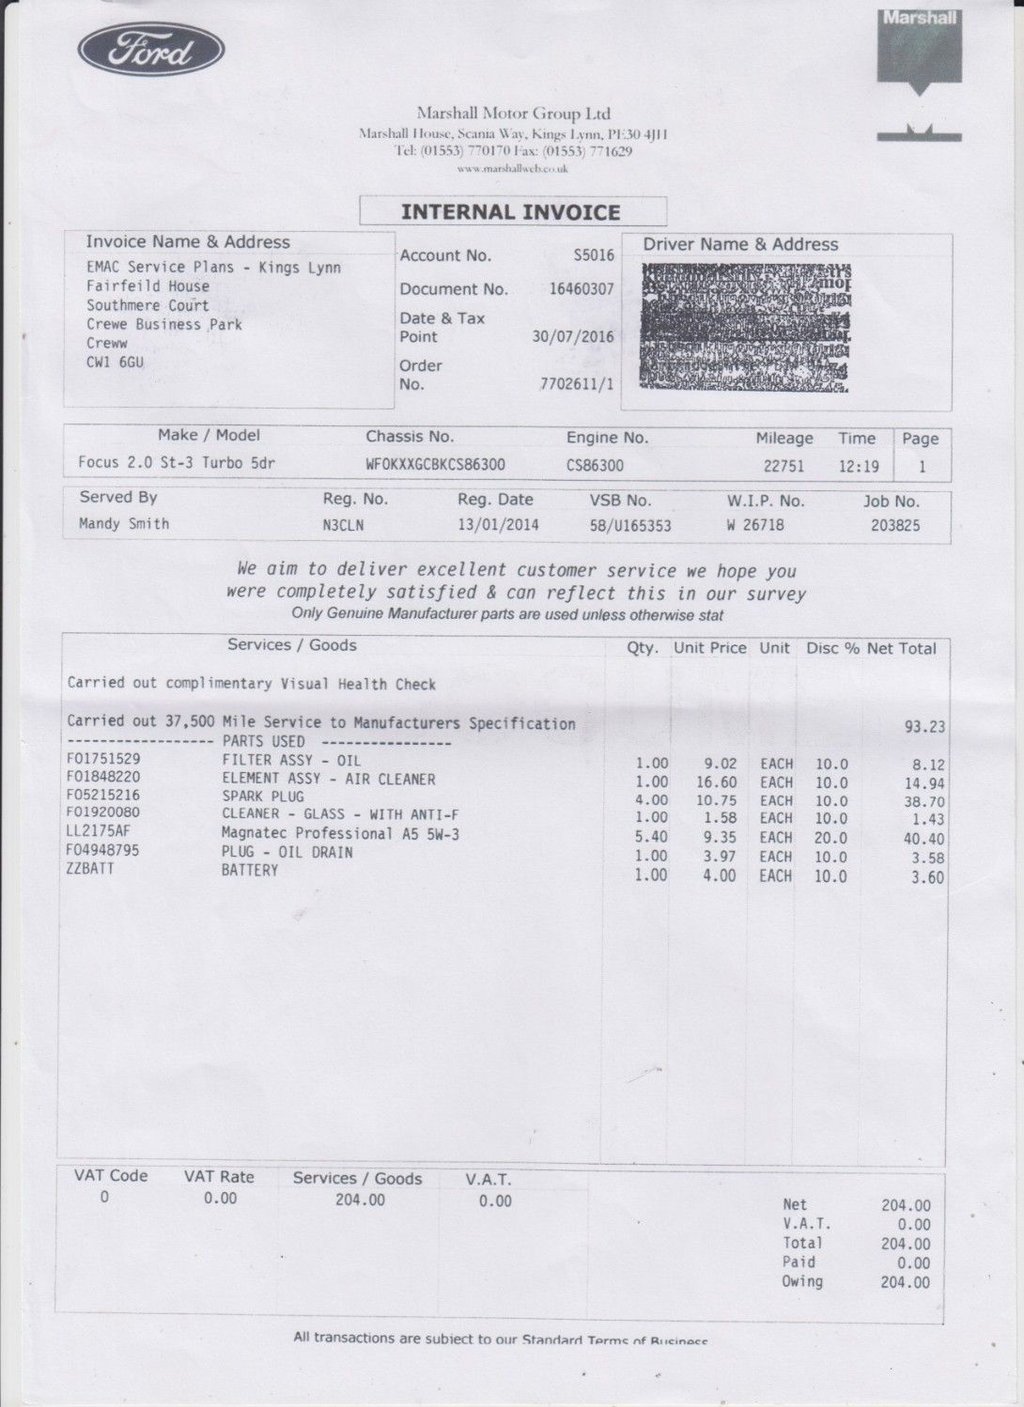 Ford
Marshall
Marshall Motor Group Ltd
Marshall House, Scania Way, Kings Lynn, PE30 4JH
Tel: (01553) 770170 Fax: (01553) 771629
www.marshallweb.co.uk
INTERNAL INVOICE
Invoice Name & Address
EMAC Service Plans - Kings Lynn
Fairfeild House
Southmere Court
Crewe Business Park
Creww
CW1 6GU
Account No. S5016
Document No. 16460307
Date & Tax
Point 30/07/2016
Order
No. 7702611/1
Driver Name & Address
Make / Model Chassis No. Engine No. Mileage Time Page
Focus 2.0 St-3 Turbo 5dr WF0KXXGCBKCS86300 CS86300 22751 12:19 1
Served By Reg. No. Reg. Date VSB No. W.I.P. No. Job No.
Mandy Smith N3CLN 13/01/2014 58/U165353 W 26718 203825
We aim to deliver excellent customer service we hope you
were completely satisfied & can reflect this in our survey
Only Genuine Manufacturer parts are used unless otherwise stat
Services / Goods Qty. Unit Price Unit Disc % Net Total
Carried out complimentary Visual Health Check
Carried out 37,500 Mile Service to Manufacturers Specification 93.23
------------------ PARTS USED ----------------
F01751529 FILTER ASSY - OIL 1.00 9.02 EACH 10.0 8.12
F01848220 ELEMENT ASSY - AIR CLEANER 1.00 16.60 EACH 10.0 14.94
F05215216 SPARK PLUG 4.00 10.75 EACH 10.0 38.70
F01920080 CLEANER - GLASS - WITH ANTI-F 1.00 1.58 EACH 10.0 1.43
LL2175AF Magnatec Professional A5 5W-3 5.40 9.35 EACH 20.0 40.40
F04948795 PLUG - OIL DRAIN 1.00 3.97 EACH 10.0 3.58
ZZBATT BATTERY 1.00 4.00 EACH 10.0 3.60
VAT Code VAT Rate Services / Goods V.A.T.
0 0.00 204.00 0.00
Net 204.00
V.A.T. 0.00
Total 204.00
Paid 0.00
Owing 204.00
All transactions are subject to our Standard Terms of Business